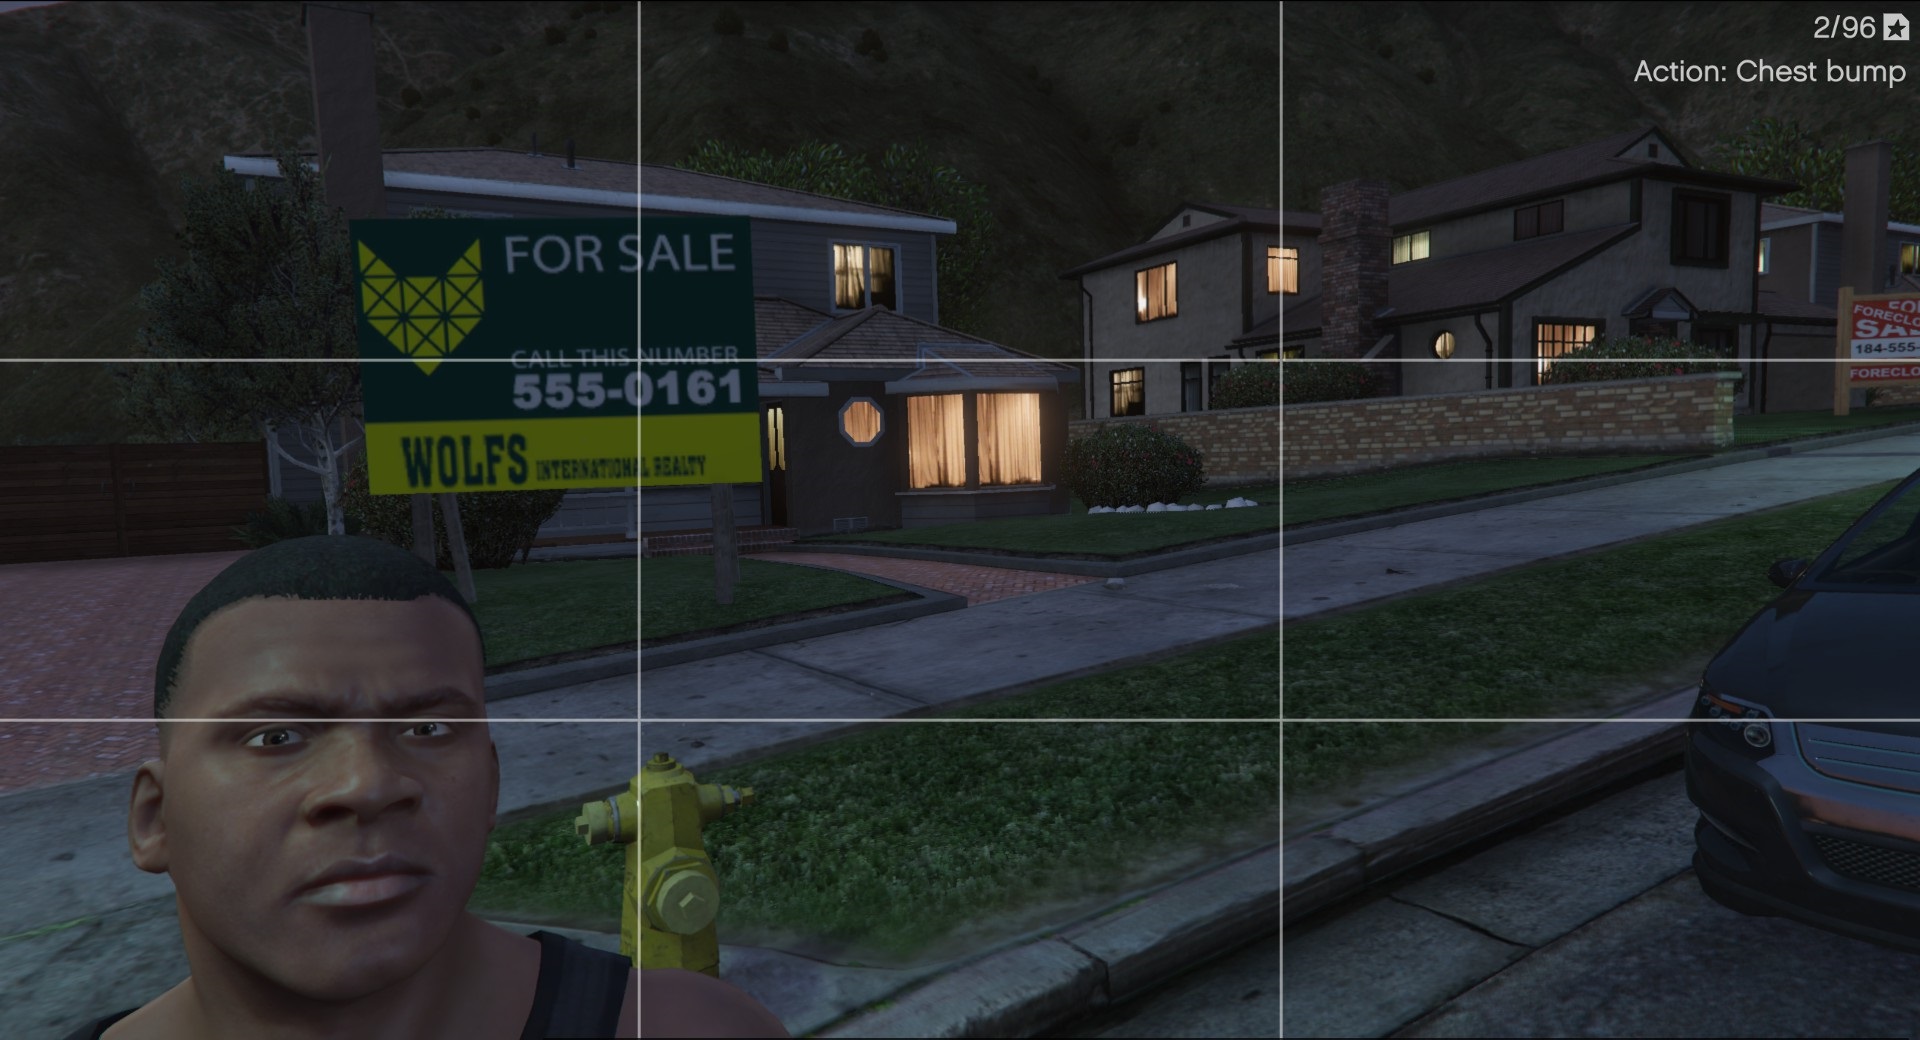 2/96
Action: Chest bump
FOR SALE
CALL THIS NUMBER
555-0161
WOLFS INTERNATIONAL REALTY
184-555-